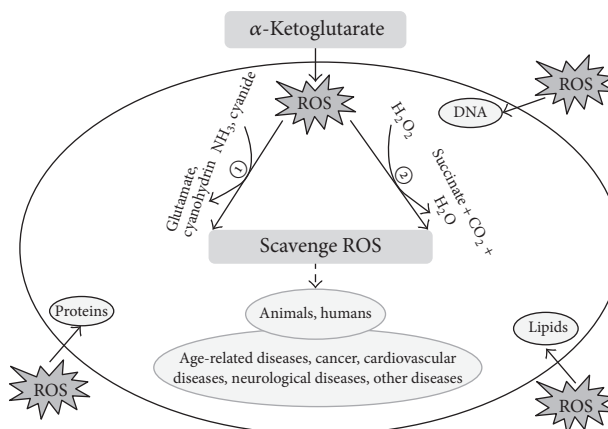 α-Ketoglutarate
ROS
ROS
DNA
NH₃, cyanide
H₂O₂
1
2
Glutamate,
cyanohydrin
Succinate + CO₂ +
H₂O
Scavenge ROS
Proteins
Animals, humans
Lipids
Age-related diseases, cancer, cardiovascular
diseases, neurological diseases, other diseases
ROS
ROS